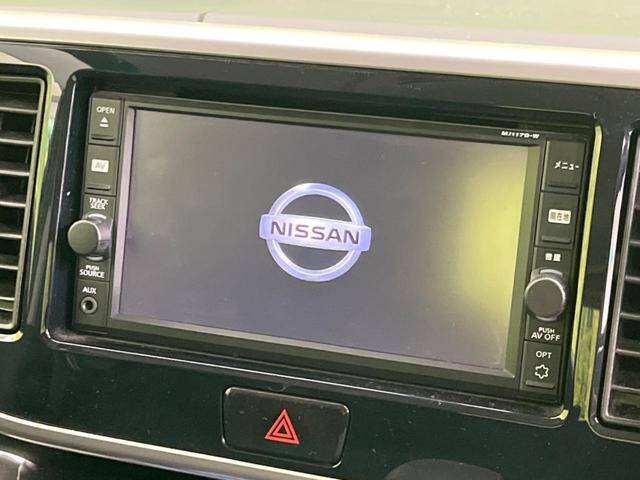 OPEN
AV
TRACK
SEEK
PUSH
SOURCE
AUX
NISSAN
MJ117D-W
メニュー
現在地
音量
PUSH
AV OFF
OPT